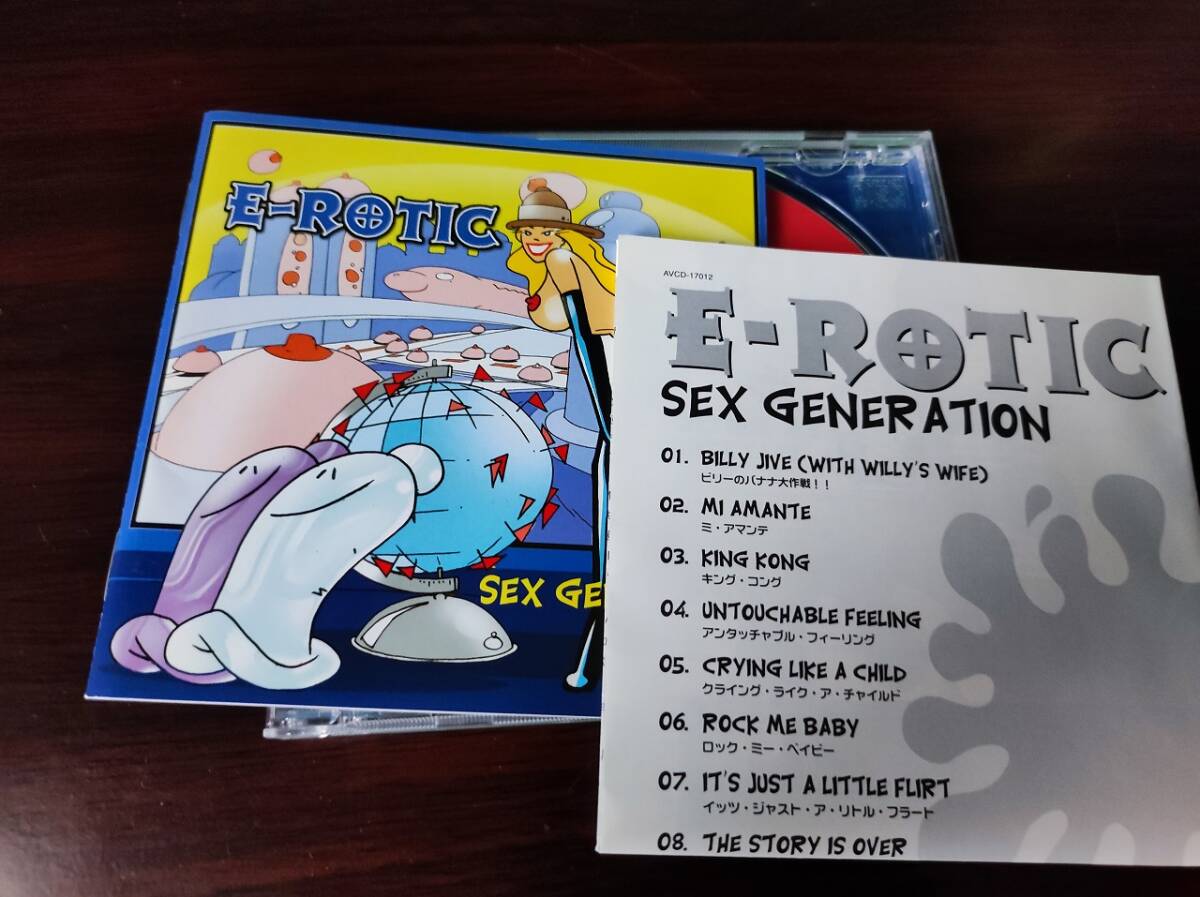 E-ROTIC
SEX GE
AVCD-17012
E-ROTIC
SEX GENERATION
01. BILLY JIVE (WITH WILLY'S WIFE)
ビリーのバナナ大作戦!!
02. MI AMANTE
ミ・アマンテ
03. KING KONG
キング・コング
04. UNTOUCHABLE FEELING
アンタッチャブル・フィーリング
05. CRYING LIKE A CHILD
クライング・ライク・ア・チャイルド
06. ROCK ME BABY
ロック・ミー・ベイビー
07. IT'S JUST A LITTLE FLIRT
イッツ・ジャスト・ア・リトル・フラート
08. THE STORY IS OVER